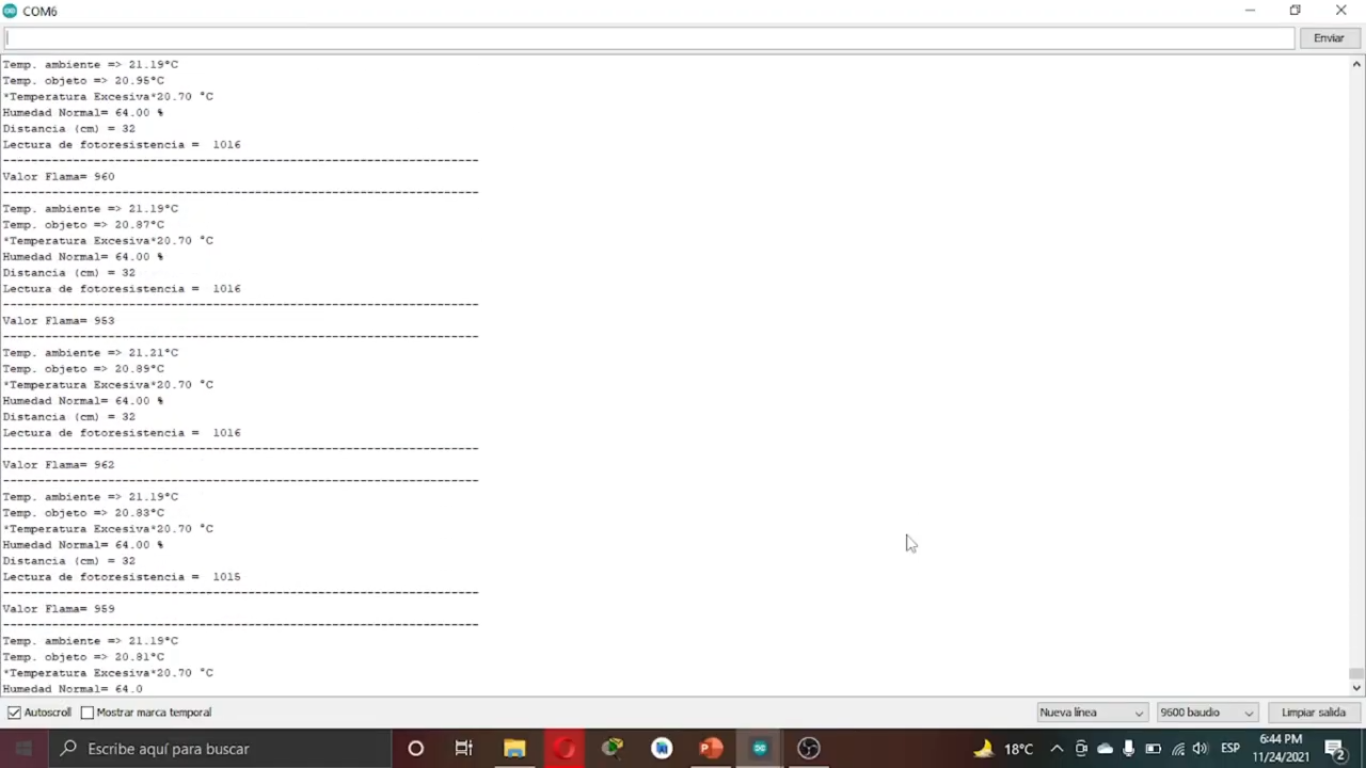 COM6
Enviar
Temp. ambiente => 21.19°C
Temp. objeto => 20.95°C
*Temperatura Excesiva*20.70 °C
Humedad Normal= 64.00 %
Distancia (cm) = 32
Lectura de fotoresistencia =  1016
--------------------------------------------------------------------
Valor Flama= 960
--------------------------------------------------------------------
Temp. ambiente => 21.19°C
Temp. objeto => 20.87°C
*Temperatura Excesiva*20.70 °C
Humedad Normal= 64.00 %
Distancia (cm) = 32
Lectura de fotoresistencia =  1016
--------------------------------------------------------------------
Valor Flama= 953
--------------------------------------------------------------------
Temp. ambiente => 21.21°C
Temp. objeto => 20.89°C
*Temperatura Excesiva*20.70 °C
Humedad Normal= 64.00 %
Distancia (cm) = 32
Lectura de fotoresistencia =  1016
--------------------------------------------------------------------
Valor Flama= 962
--------------------------------------------------------------------
Temp. ambiente => 21.19°C
Temp. objeto => 20.83°C
*Temperatura Excesiva*20.70 °C
Humedad Normal= 64.00 %
Distancia (cm) = 32
Lectura de fotoresistencia =  1015
--------------------------------------------------------------------
Valor Flama= 959
--------------------------------------------------------------------
Temp. ambiente => 21.19°C
Temp. objeto => 20.81°C
*Temperatura Excesiva*20.70 °C
Humedad Normal= 64.0
Autoscroll Mostrar marca temporal Nueva línea 9600 baudio Limpiar salida
Escribe aquí para buscar 18°C ESP 6:44 PM
11/24/2021 2